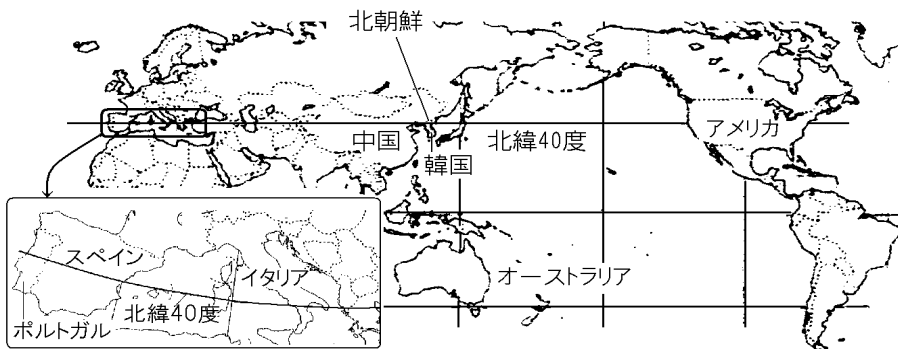 北朝鮮
中国
韓国
北緯40度
アメリカ
オーストラリア
スペイン
イタリア
北緯40度
ポルトガル